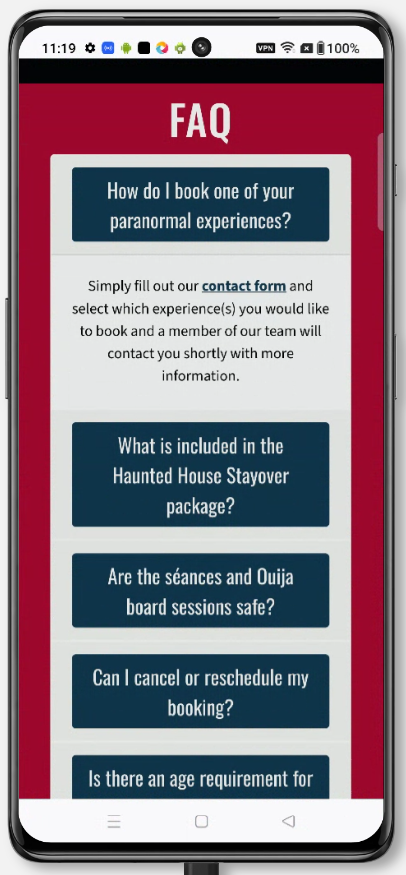 11:19 VPN 100%
FAQ
How do I book one of your
paranormal experiences?
Simply fill out our contact form and
select which experience(s) you would like
to book and a member of our team will
contact you shortly with more
information.
What is included in the
Haunted House Stayover
package?
Are the séances and Ouija
board sessions safe?
Can I cancel or reschedule my
booking?
Is there an age requirement for